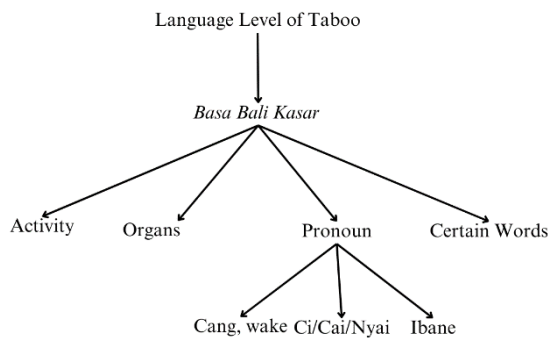 Language Level of Taboo
Basa Bali Kasar
Activity Organs Pronoun Certain Words
Cang, wake Ci/Cai/Nyai Ibane